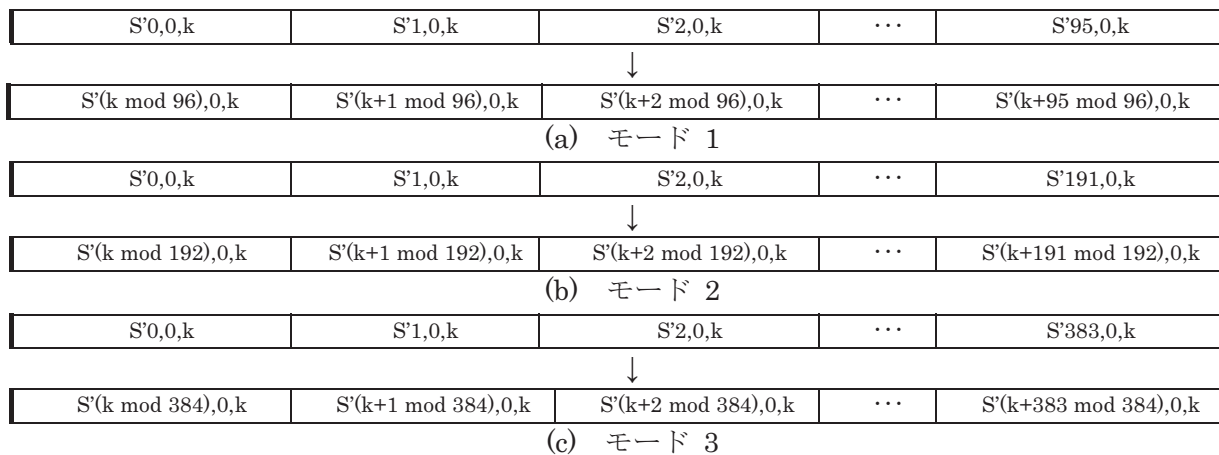 S’0,0,k S’1,0,k S’2,0,k ··· S’95,0,k
↓
S’(k mod 96),0,k S’(k+1 mod 96),0,k S’(k+2 mod 96),0,k ··· S’(k+95 mod 96),0,k
(a) モード 1
S’0,0,k S’1,0,k S’2,0,k ··· S’191,0,k
↓
S’(k mod 192),0,k S’(k+1 mod 192),0,k S’(k+2 mod 192),0,k ··· S’(k+191 mod 192),0,k
(b) モード 2
S’0,0,k S’1,0,k S’2,0,k ··· S’383,0,k
↓
S’(k mod 384),0,k S’(k+1 mod 384),0,k S’(k+2 mod 384),0,k ··· S’(k+383 mod 384),0,k
(c) モード 3